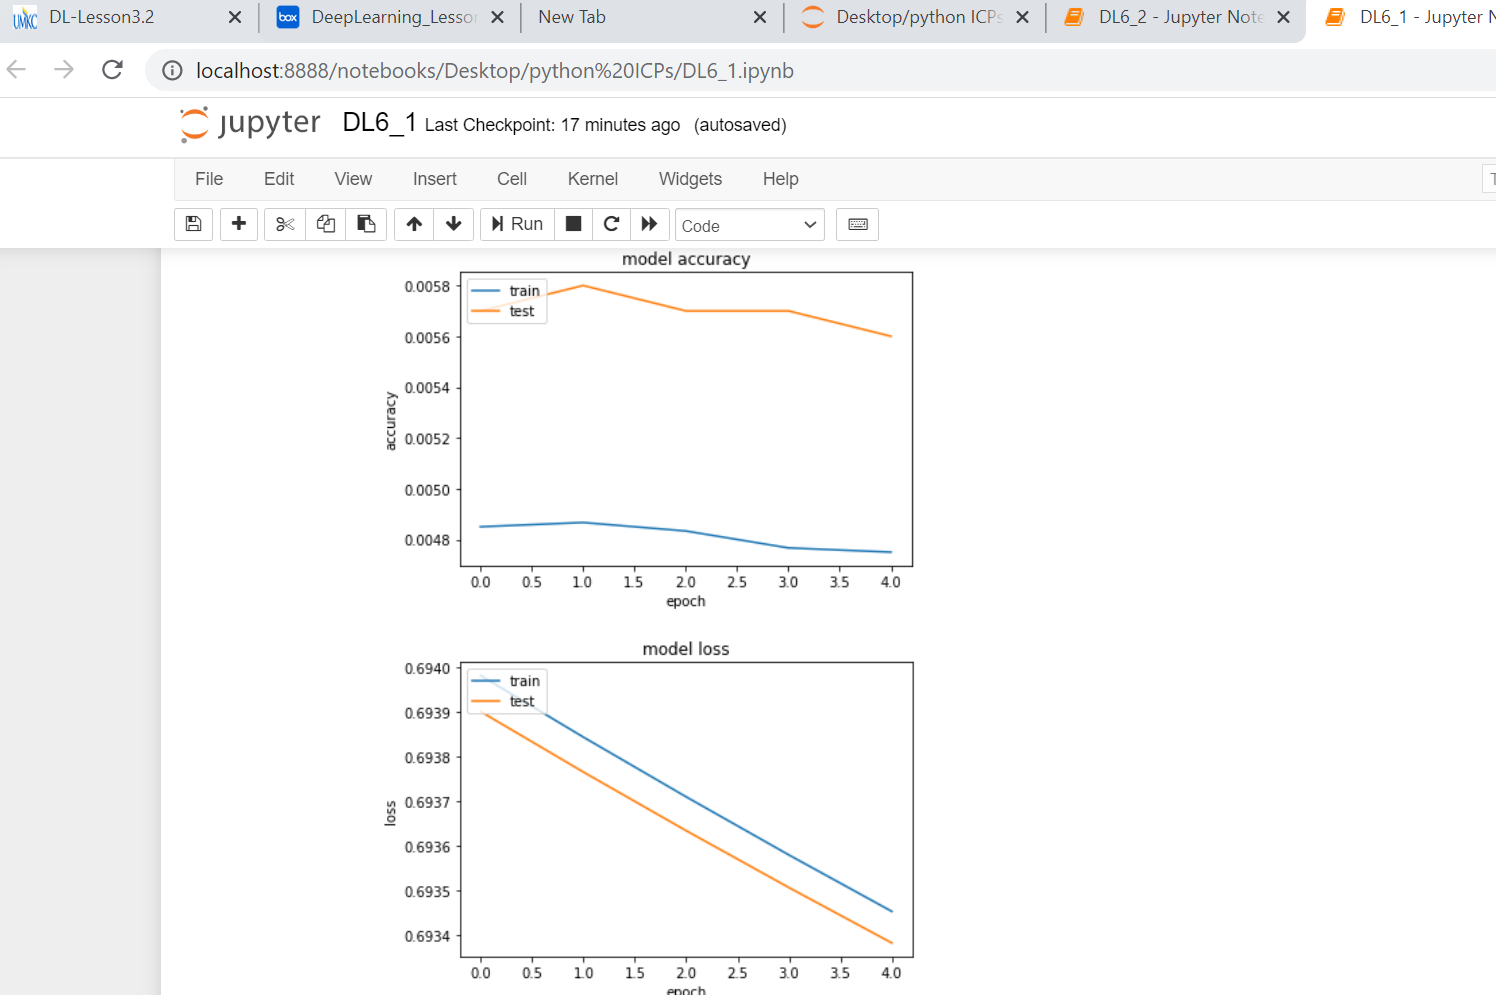 DL-Lesson3.2
DeepLearning_Lesson
New Tab
Desktop/python ICPs
DL6_2 - Jupyter Note
DL6_1 - Jupyter N
localhost:8888/notebooks/Desktop/python%20ICPs/DL6_1.ipynb
jupyter DL6_1 Last Checkpoint: 17 minutes ago (autosaved)
File Edit View Insert Cell Kernel Widgets Help
Run Code
model accuracy
train
test
0.0058
0.0056
0.0054
0.0052
0.0050
0.0048
accuracy
0.0 0.5 1.0 1.5 2.0 2.5 3.0 3.5 4.0
epoch
model loss
train
test
0.6940
0.6939
0.6938
0.6937
0.6936
0.6935
0.6934
loss
0.0 0.5 1.0 1.5 2.0 2.5 3.0 3.5 4.0
epoch